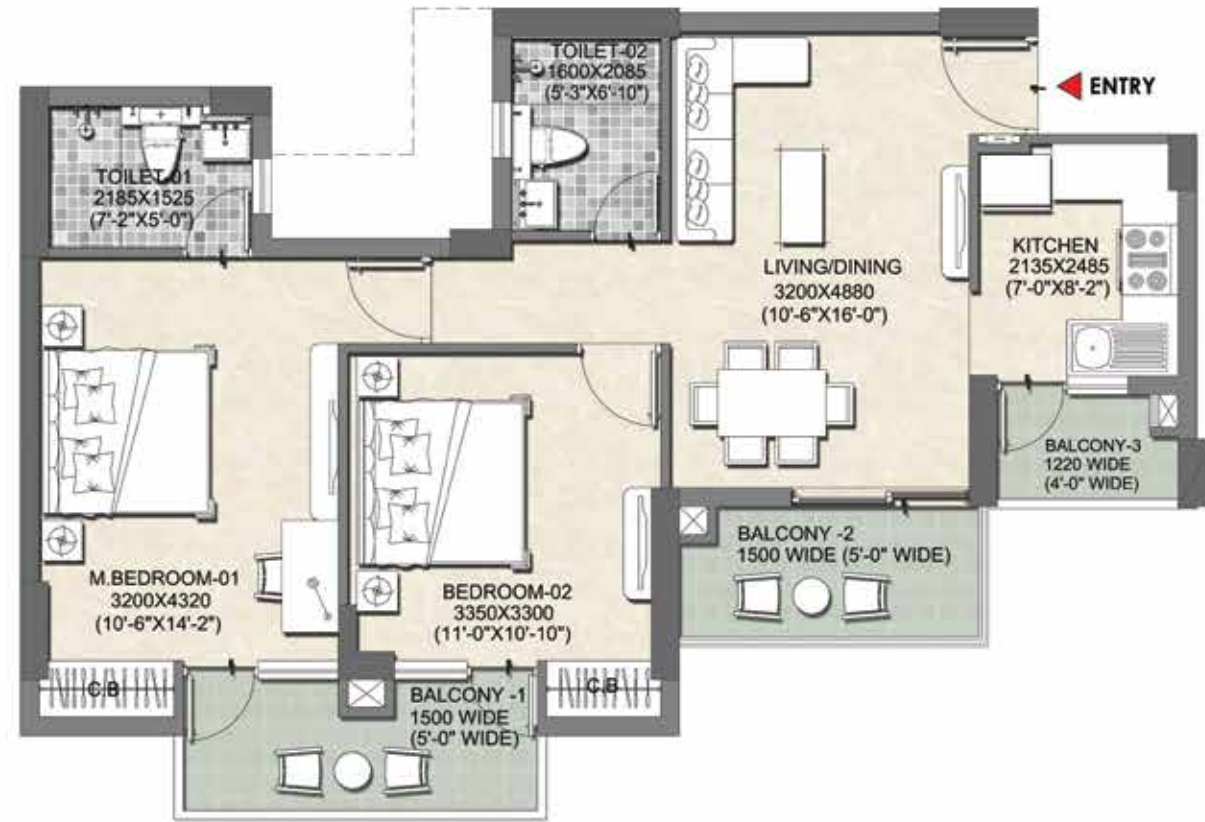 TOILET-02
1600X2085
(5'-3"X6'-10")
ENTRY
TOILET-01
2185X1525
(7'-2"X5'-0")
KITCHEN
2135X2485
(7'-0"X8'-2")
LIVING/DINING
3200X4880
(10'-6"X16'-0")
BALCONY-3
1220 WIDE
(4'-0" WIDE)
BALCONY -2
1500 WIDE (5'-0" WIDE)
M.BEDROOM-01
3200X4320
(10'-6"X14'-2")
BEDROOM-02
3350X3300
(11'-0"X10'-10")
C.B
C.B
BALCONY -1
1500 WIDE
(5'-0" WIDE)